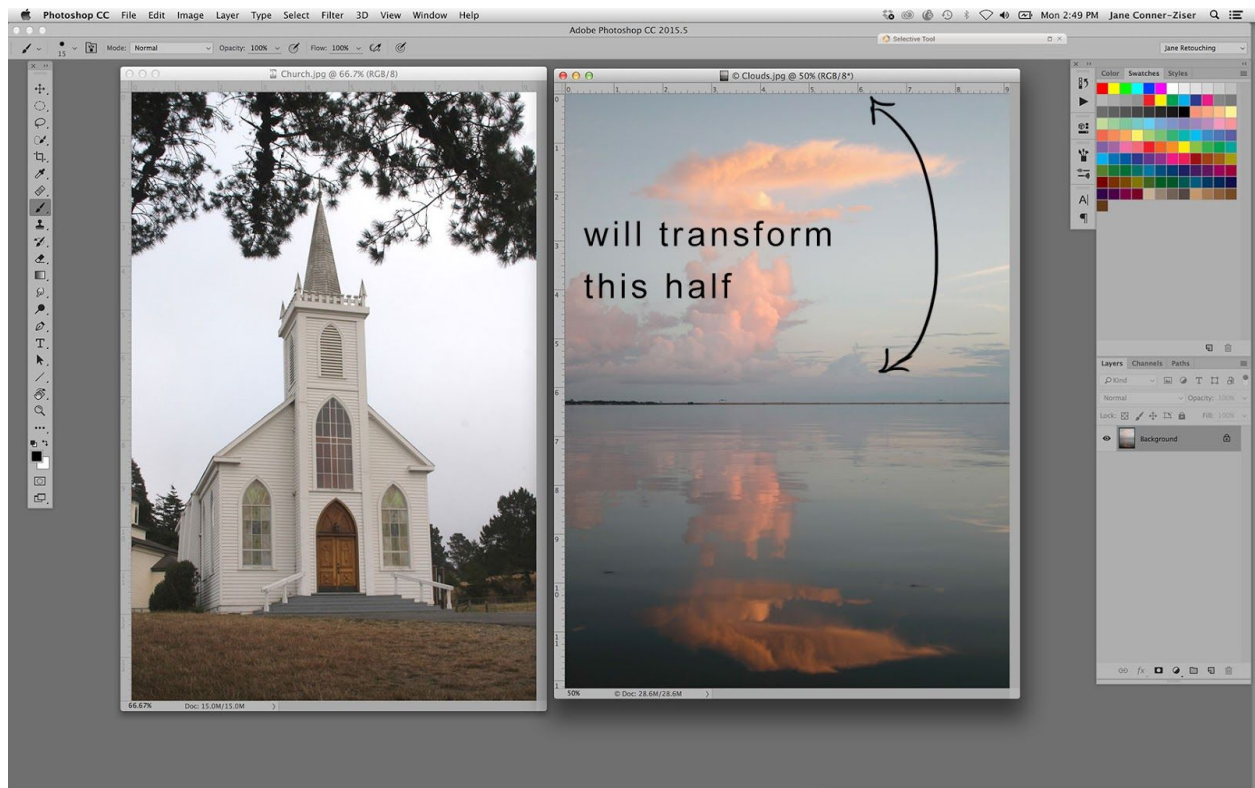 Photoshop CC File Edit Image Layer Type Select Filter 3D View Window Help Mon 2:49 PM Jane Conner-Ziser
Adobe Photoshop CC 2015.5
Selective Tool
15 Mode: Normal Opacity: 100% Flow: 100% Jane Retouching
Church.jpg @ 66.7% (RGB/8)
© Clouds.jpg @ 50% (RGB/8*)
Color Swatches Styles
will transform
this half
Layers Channels Paths
Kind
Normal Opacity: 100%
Lock: Fill: 100%
Background
66.67% Doc: 15.0M/15.0M
50% © Doc: 28.6M/28.6M